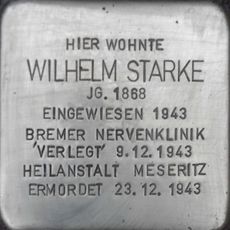 HIER WOHNTE
WILHELM STARKE
JG. 1868
EINGEWIESEN 1943
BREMER NERVENKLINIK
'VERLEGT' 9.12.1943
HEILANSTALT MESERITZ
ERMORDET 23.12.1943